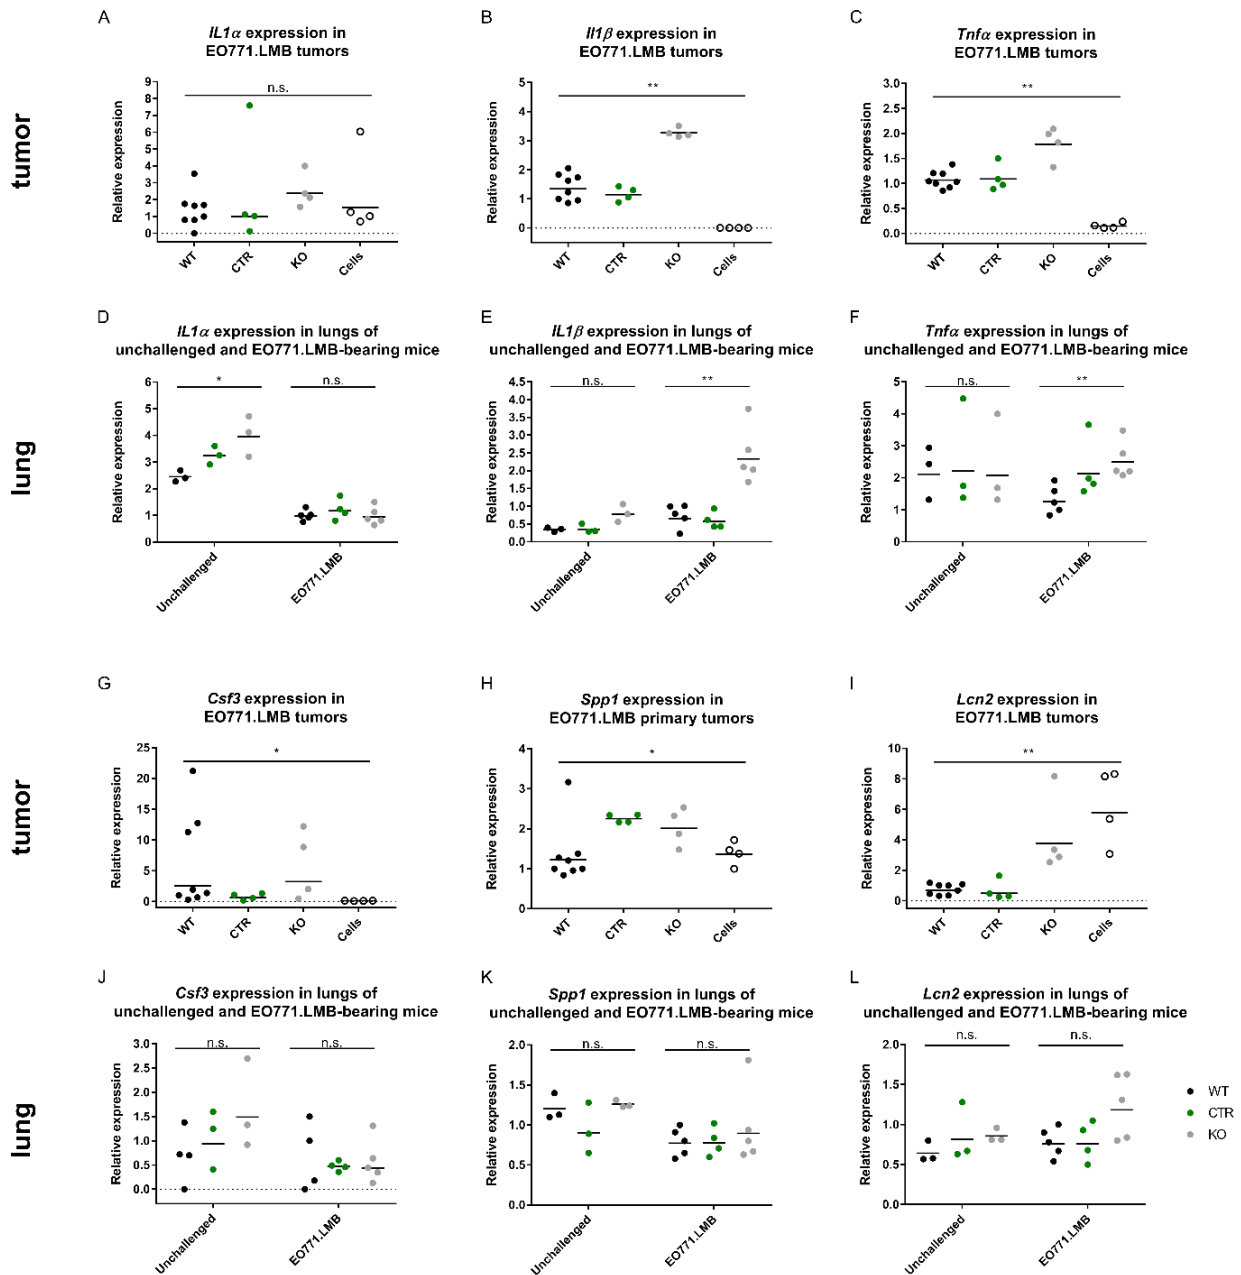 A
IL1α expression in
EO771.LMB tumors
B
Il1β expression in
EO771.LMB tumors
C
Tnfα expression in
EO771.LMB tumors
tumor
Relative expression
9
8
7
6
5
4
3
2
1
0
n.s.
WT
CTR
KO
Cells
Relative expression
5
4
3
2
1
0
**
WT
CTR
KO
Cells
Relative expression
3.0
2.5
2.0
1.5
1.0
0.5
0.0
**
WT
CTR
KO
Cells
D
IL1α expression in lungs of
unchallenged and EO771.LMB-bearing mice
E
IL1β expression in lungs of
unchallenged and EO771.LMB-bearing mice
F
Tnfα expression in lungs of
unchallenged and EO771.LMB-bearing mice
lung
Relative expression
6
5
4
3
2
1
0
*
n.s.
Unchallenged
EO771.LMB
Relative expression
4.5
4.0
3.5
3.0
2.5
2.0
1.5
1.0
0.5
0.0
n.s.
**
Unchallenged
EO771.LMB
Relative expression
5
4
3
2
1
0
n.s.
**
Unchallenged
EO771.LMB
G
Csf3 expression in
EO771.LMB tumors
H
Spp1 expression in
EO771.LMB primary tumors
I
Lcn2 expression in
EO771.LMB tumors
tumor
Relative expression
25
20
15
10
5
0
*
WT
CTR
KO
Cells
Relative expression
4
3
2
1
0
*
WT
CTR
KO
Cells
Relative expression
10
8
6
4
2
0
**
WT
CTR
KO
Cells
J
Csf3 expression in lungs of
unchallenged and EO771.LMB-bearing mice
K
Spp1 expression in lungs of
unchallenged and EO771.LMB-bearing mice
L
Lcn2 expression in lungs of
unchallenged and EO771.LMB-bearing mice
lung
Relative expression
3.0
2.5
2.0
1.5
1.0
0.5
0.0
n.s.
n.s.
Unchallenged
EO771.LMB
Relative expression
2.0
1.5
1.0
0.5
0.0
n.s.
n.s.
Unchallenged
EO771.LMB
Relative expression
2.0
1.5
1.0
0.5
0.0
n.s.
n.s.
Unchallenged
EO771.LMB
WT
CTR
KO